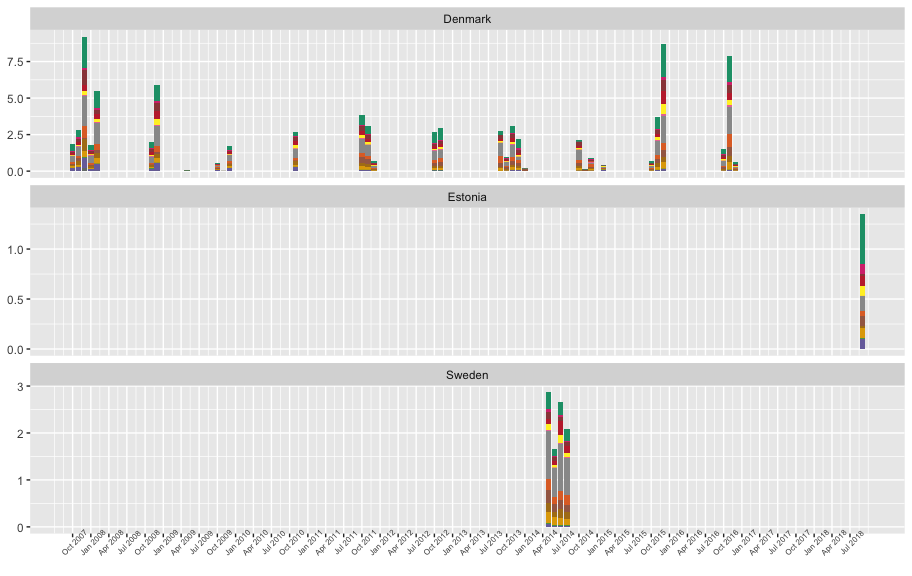 Denmark
7.5
5.0
2.5
0.0
Estonia
1.0
0.5
0.0
Sweden
3
2
1
0
Oct 2007
Jan 2008
Apr 2008
Jul 2008
Oct 2008
Jan 2009
Apr 2009
Jul 2009
Oct 2009
Jan 2010
Apr 2010
Jul 2010
Oct 2010
Jan 2011
Apr 2011
Jul 2011
Oct 2011
Jan 2012
Apr 2012
Jul 2012
Oct 2012
Jan 2013
Apr 2013
Jul 2013
Oct 2013
Jan 2014
Apr 2014
Jul 2014
Oct 2014
Jan 2015
Apr 2015
Jul 2015
Oct 2015
Jan 2016
Apr 2016
Jul 2016
Oct 2016
Jan 2017
Apr 2017
Jul 2017
Oct 2017
Jan 2018
Apr 2018
Jul 2018